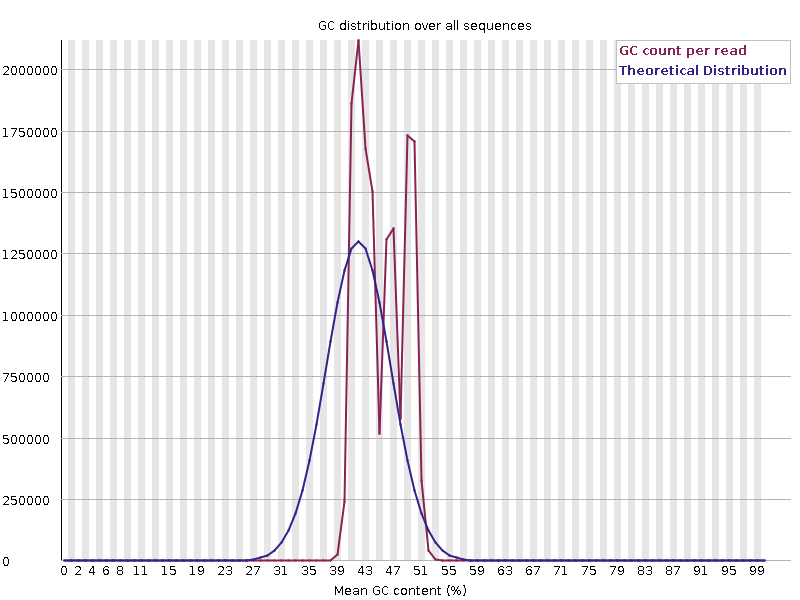 GC distribution over all sequences
GC count per read
Theoretical Distribution
2000000
1750000
1500000
1250000
1000000
750000
500000
250000
0
0 2 4 6 8 11 15 19 23 27 31 35 39 43 47 51 55 59 63 67 71 75 79 83 87 91 95 99
Mean GC content (%)